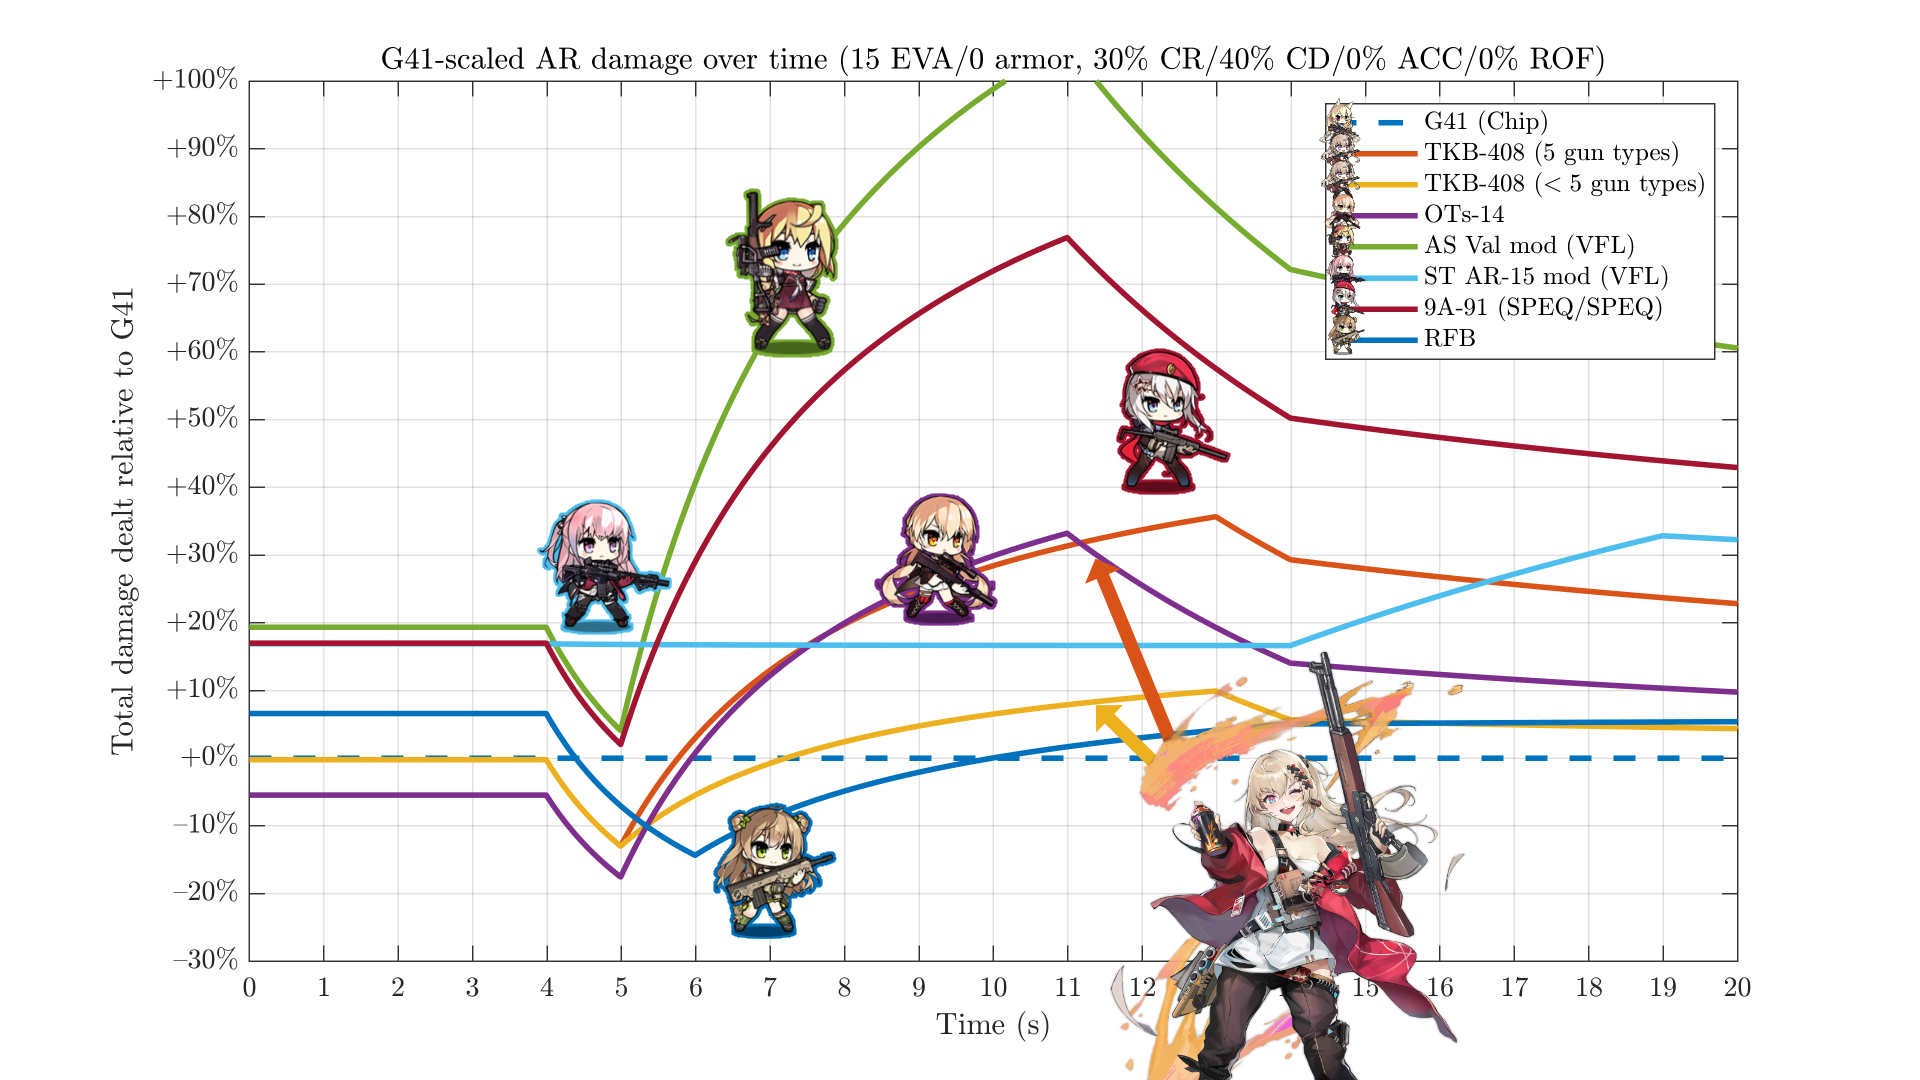 G41-scaled AR damage over time (15 EVA/0 armor, 30% CR/40% CD/0% ACC/0% ROF)
+100%
+90%
+80%
+70%
+60%
+50%
+40%
+30%
+20%
+10%
+0%
−10%
−20%
−30%
Total damage dealt relative to G41
G41 (Chip)
TKB-408 (5 gun types)
TKB-408 (< 5 gun types)
OTs-14
AS Val mod (VFL)
ST AR-15 mod (VFL)
9A-91 (SPEQ/SPEQ)
RFB
0 1 2 3 4 5 6 7 8 9 10 11 12 15 16 17 18 19 20
Time (s)